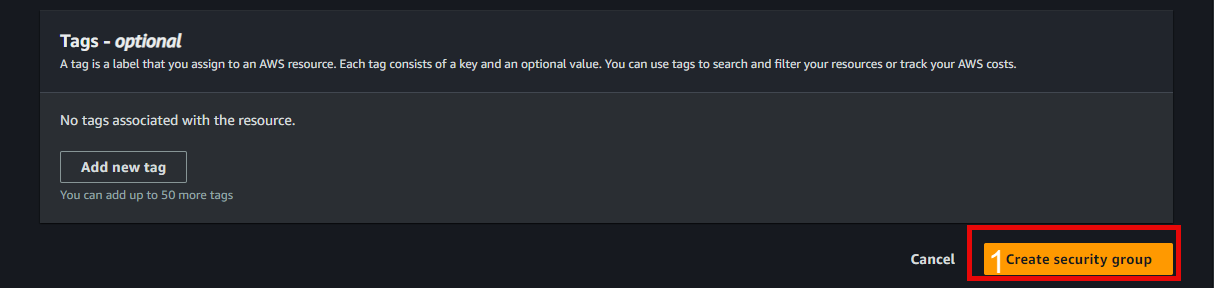 Tags - optional
A tag is a label that you assign to an AWS resource. Each tag consists of a key and an optional value. You can use tags to search and filter your resources or track your AWS costs.
No tags associated with the resource.
Add new tag
You can add up to 50 more tags
Cancel
1 Create security group